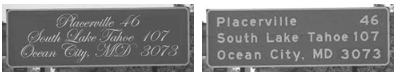 Placerville 46
South Lake Tahoe 107
Ocean City, MD 3073
Placerville 46
South Lake Tahoe 107
Ocean City, MD 3073